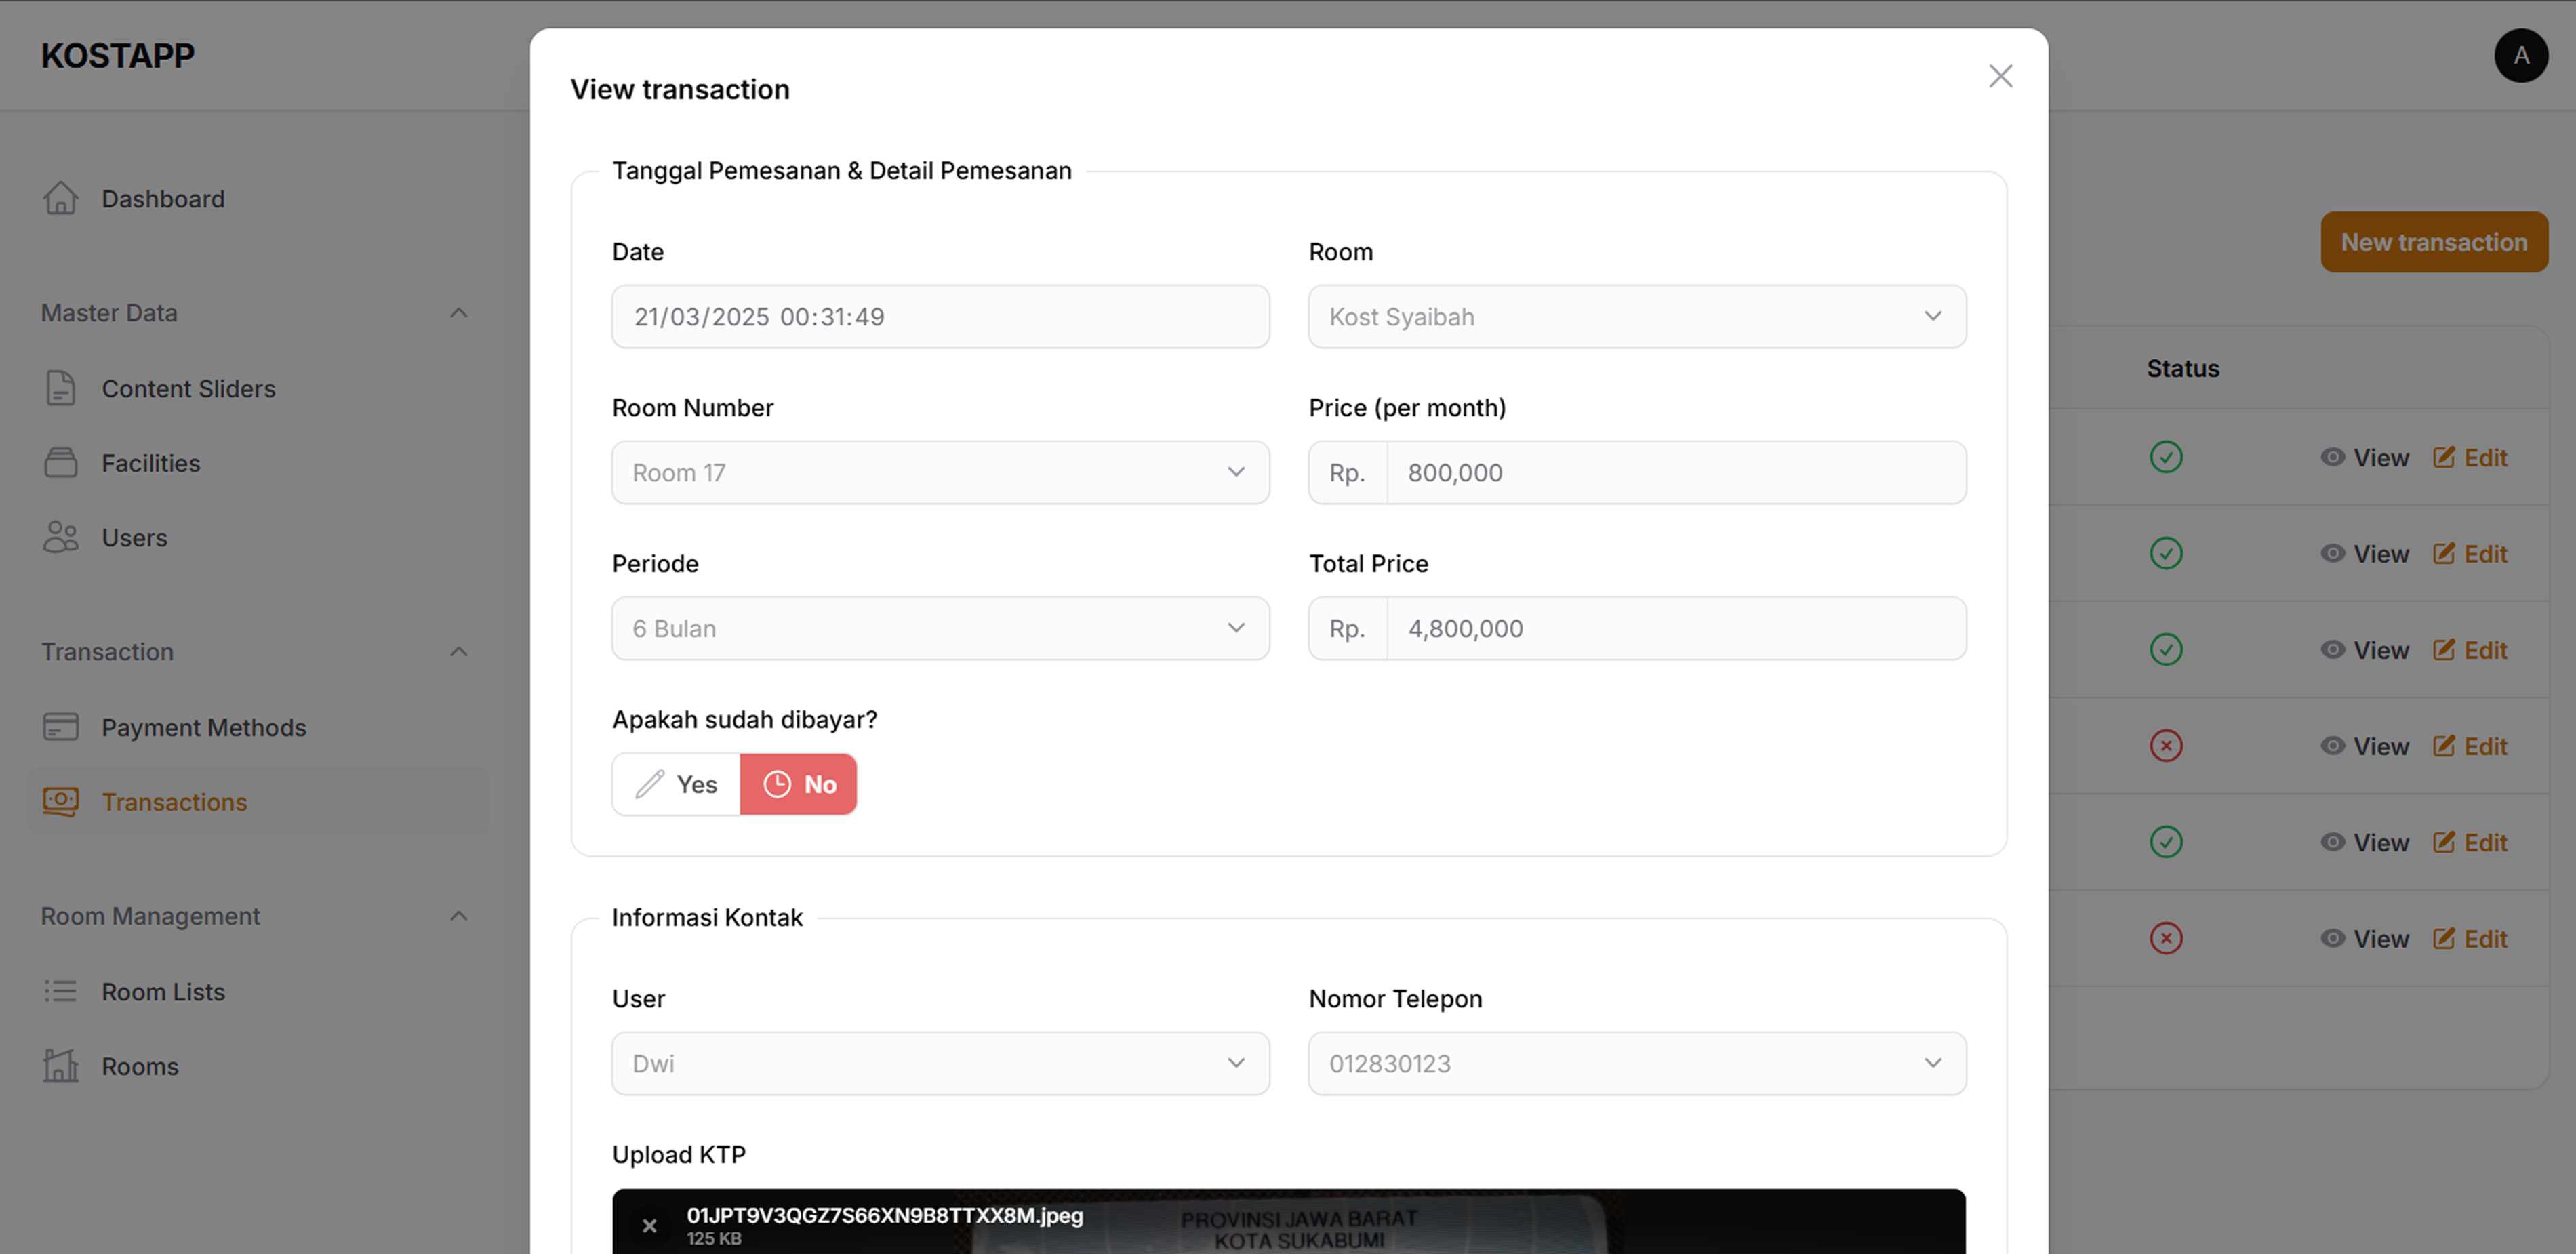 KOSTAPP
A
Dashboard
Master Data
Content Sliders
Facilities
Users
Transaction
Payment Methods
Transactions
Room Management
Room Lists
Rooms
View transaction
Tanggal Pemesanan & Detail Pemesanan
Date
Room
21/03/2025 00:31:49
Kost Syaibah
Room Number
Price (per month)
Room 17
Rp. 800,000
Periode
Total Price
6 Bulan
Rp. 4,800,000
Apakah sudah dibayar?
Yes No
Informasi Kontak
User
Nomor Telepon
Dwi
012830123
Upload KTP
01JPT9V3QGZ7S66XN9B8TTXX8M.jpeg
125 KB
PROVINSI JAWA BARAT
KOTA SUKABUMI
New transaction
Status
View Edit
View Edit
View Edit
View Edit
View Edit
View Edit